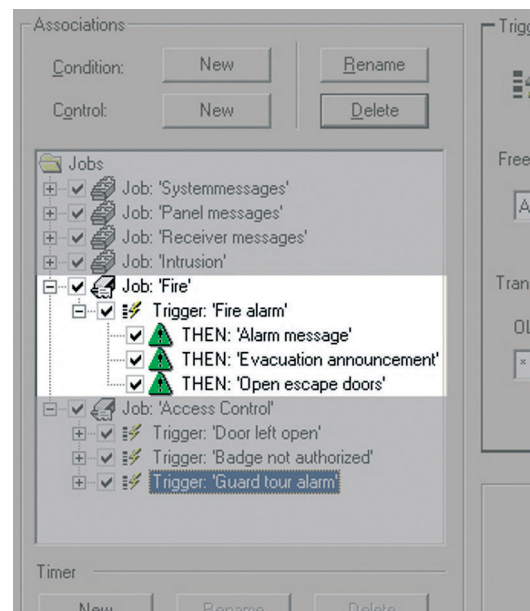 Associations
Condition: New Rename
Control: New Delete
Jobs
Job: 'Systemmessages'
Job: 'Panel messages'
Job: 'Receiver messages'
Job: 'Intrusion'
Job: 'Fire'
Trigger: 'Fire alarm'
THEN: 'Alarm message'
THEN: 'Evacuation announcement'
THEN: 'Open escape doors'
Job: 'Access Control'
Trigger: 'Door left open'
Trigger: 'Badge not authorized'
Trigger: 'Guard tour alarm'
Timer
New Rename Delete